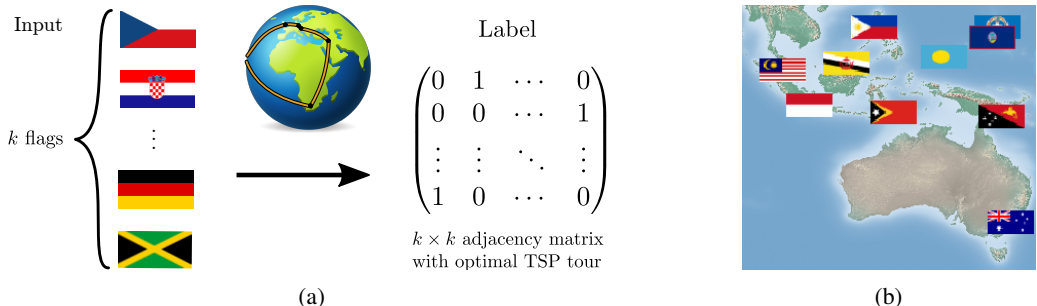 Input
k flags
⋮
Label
0 1 ⋯ 0
0 0 ⋯ 1
⋮ ⋮ ⋱ ⋮
1 0 ⋯ 0
k × k adjacency matrix
with optimal TSP tour
(a)
(b)